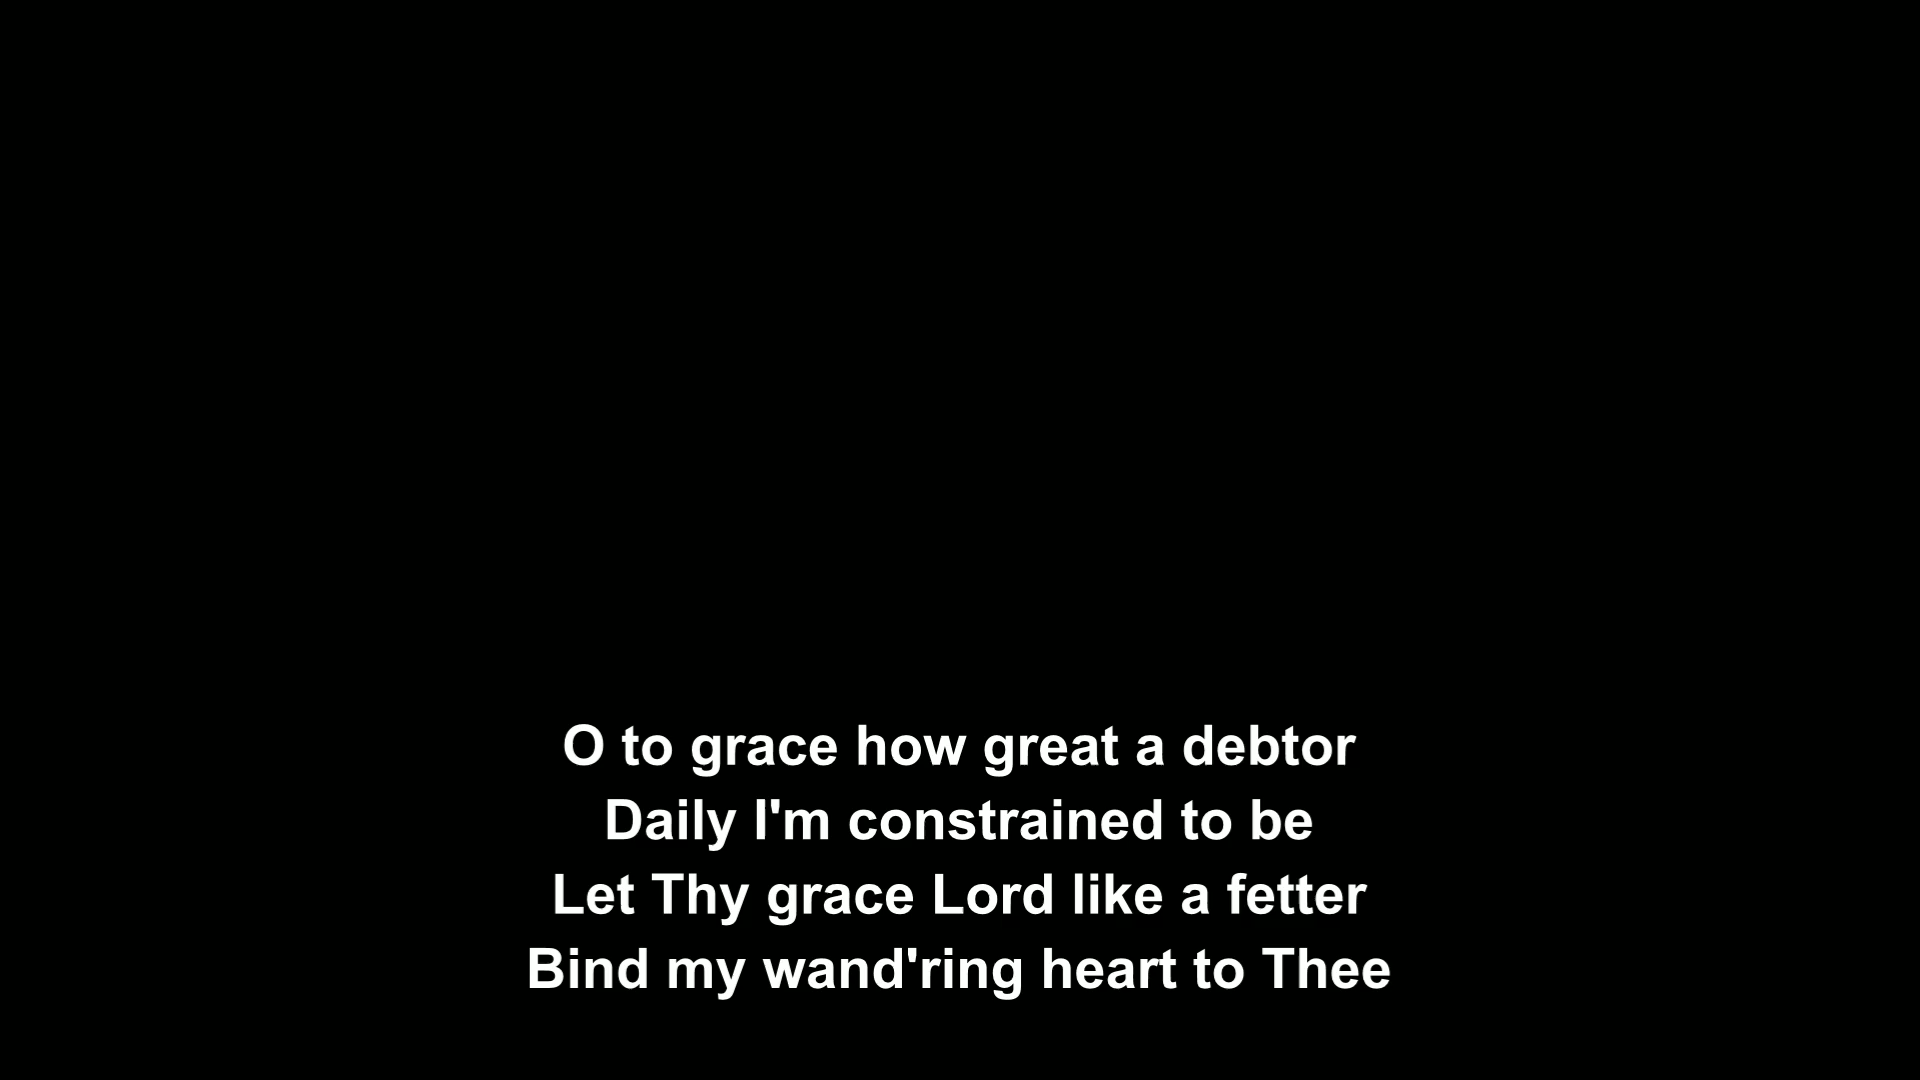 O to grace how great a debtor
Daily I'm constrained to be
Let Thy grace Lord like a fetter
Bind my wand'ring heart to Thee